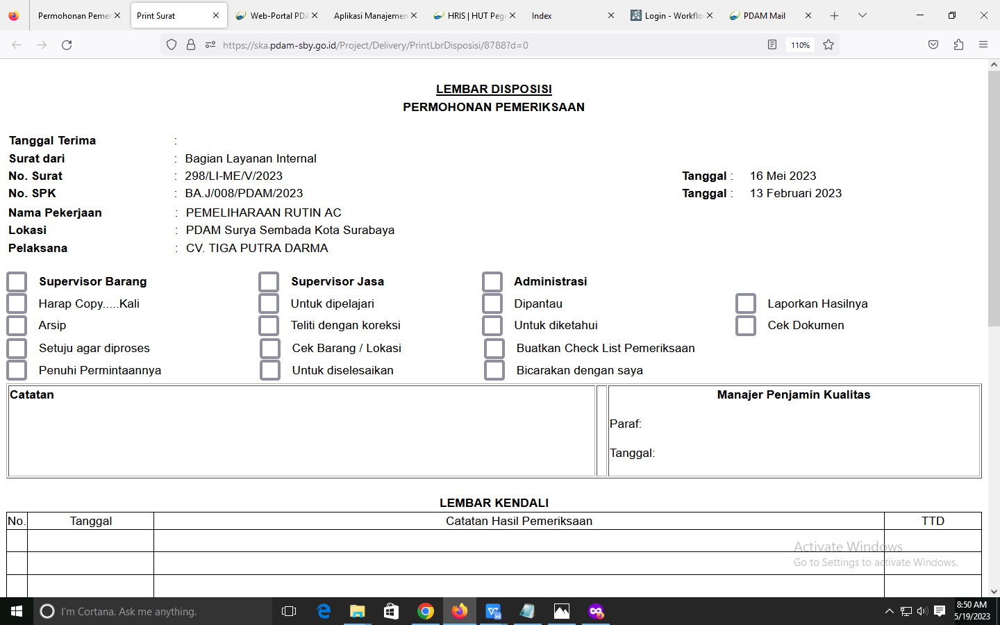 Permohonan Pemer
Print Surat
Web-Portal PDA
Aplikasi Manajemen
HRIS | HUT Pega
Index
Login - Workflo
PDAM Mail
https://ska.pdam-sby.go.id/Project/Delivery/PrintLbrDisposisi/8788?d=0
110%
LEMBAR DISPOSISI
PERMOHONAN PEMERIKSAAN
Tanggal Terima :
Surat dari : Bagian Layanan Internal
No. Surat : 298/LI-ME/V/2023 Tanggal : 16 Mei 2023
No. SPK : BA.J/008/PDAM/2023 Tanggal : 13 Februari 2023
Nama Pekerjaan : PEMELIHARAAN RUTIN AC
Lokasi : PDAM Surya Sembada Kota Surabaya
Pelaksana : CV. TIGA PUTRA DARMA
Supervisor Barang Supervisor Jasa Administrasi
Harap Copy.....Kali Untuk dipelajari Dipantau Laporkan Hasilnya
Arsip Teliti dengan koreksi Untuk diketahui Cek Dokumen
Setuju agar diproses Cek Barang / Lokasi Buatkan Check List Pemeriksaan
Penuhi Permintaannya Untuk diselesaikan Bicarakan dengan saya
Catatan
Manajer Penjamin Kualitas
Paraf:
Tanggal:
LEMBAR KENDALI
No. Tanggal Catatan Hasil Pemeriksaan TTD
Activate Windows
Go to Settings to activate Windows.
I'm Cortana. Ask me anything.
8:50 AM
5/19/2023